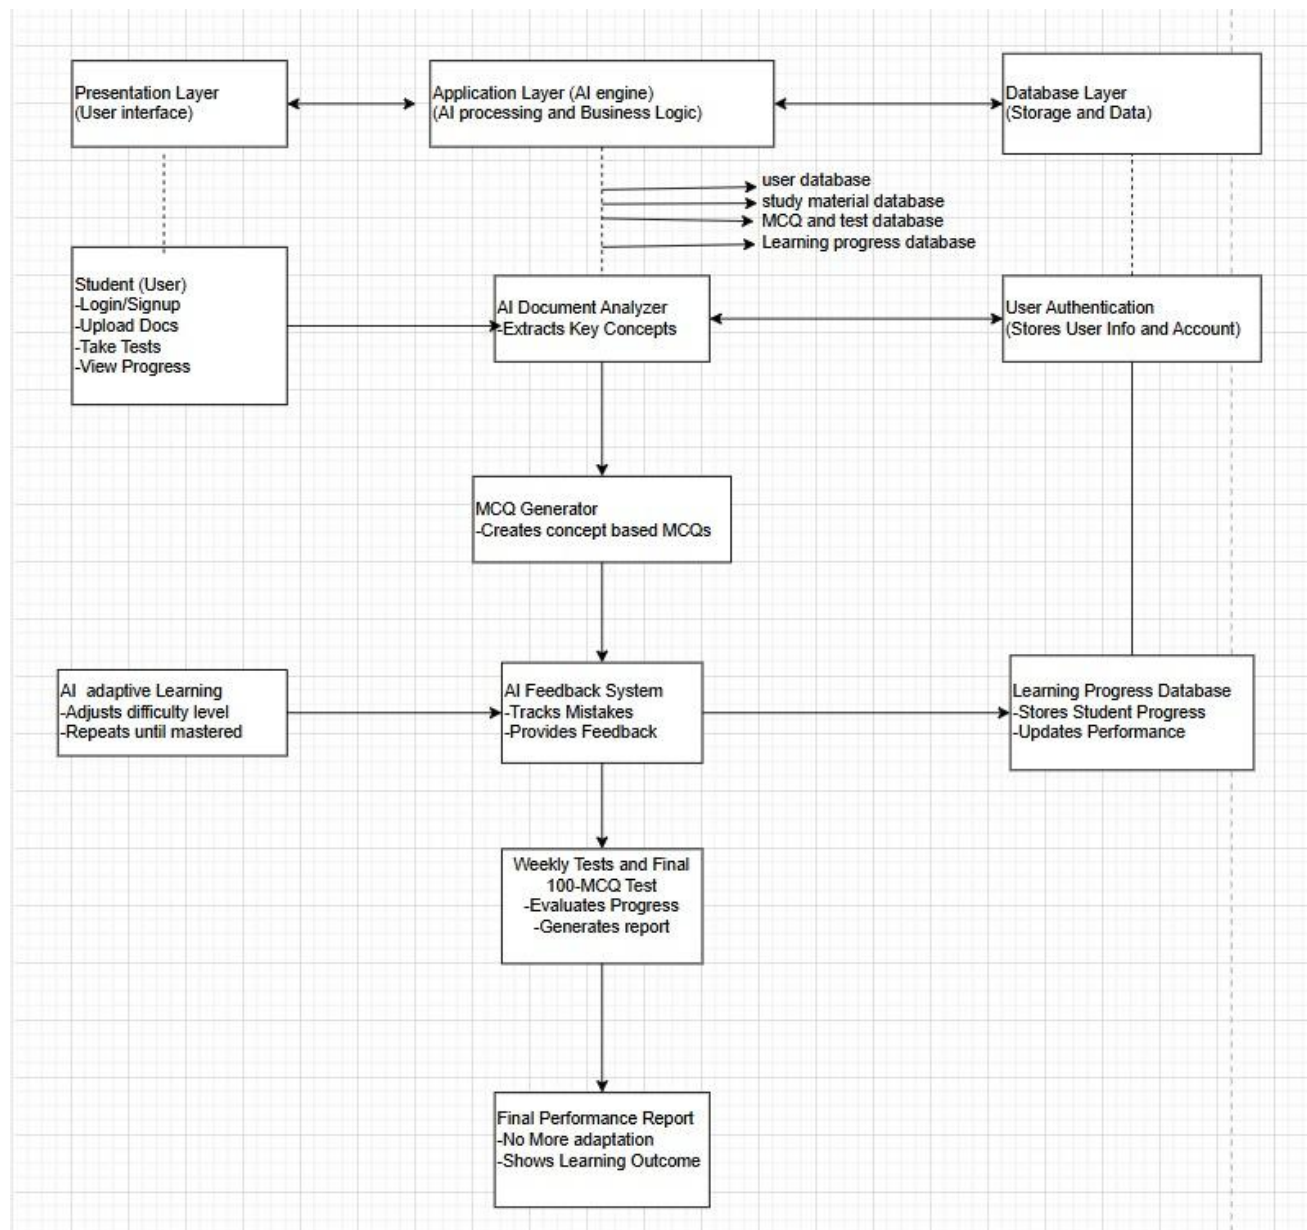 Presentation Layer
(User interface)
Application Layer (AI engine)
(AI processing and Business Logic)
Database Layer
(Storage and Data)
user database
study material database
MCQ and test database
Learning progress database
Student (User)
-Login/Signup
-Upload Docs
-Take Tests
-View Progress
AI Document Analyzer
-Extracts Key Concepts
User Authentication
(Stores User Info and Account)
MCQ Generator
-Creates concept based MCQs
AI  adaptive Learning
-Adjusts difficulty level
-Repeats until mastered
AI Feedback System
-Tracks Mistakes
-Provides Feedback
Learning Progress Database
-Stores Student Progress
-Updates Performance
Weekly Tests and Final
100-MCQ Test
-Evaluates Progress
-Generates report
Final Performance Report
-No More adaptation
-Shows Learning Outcome